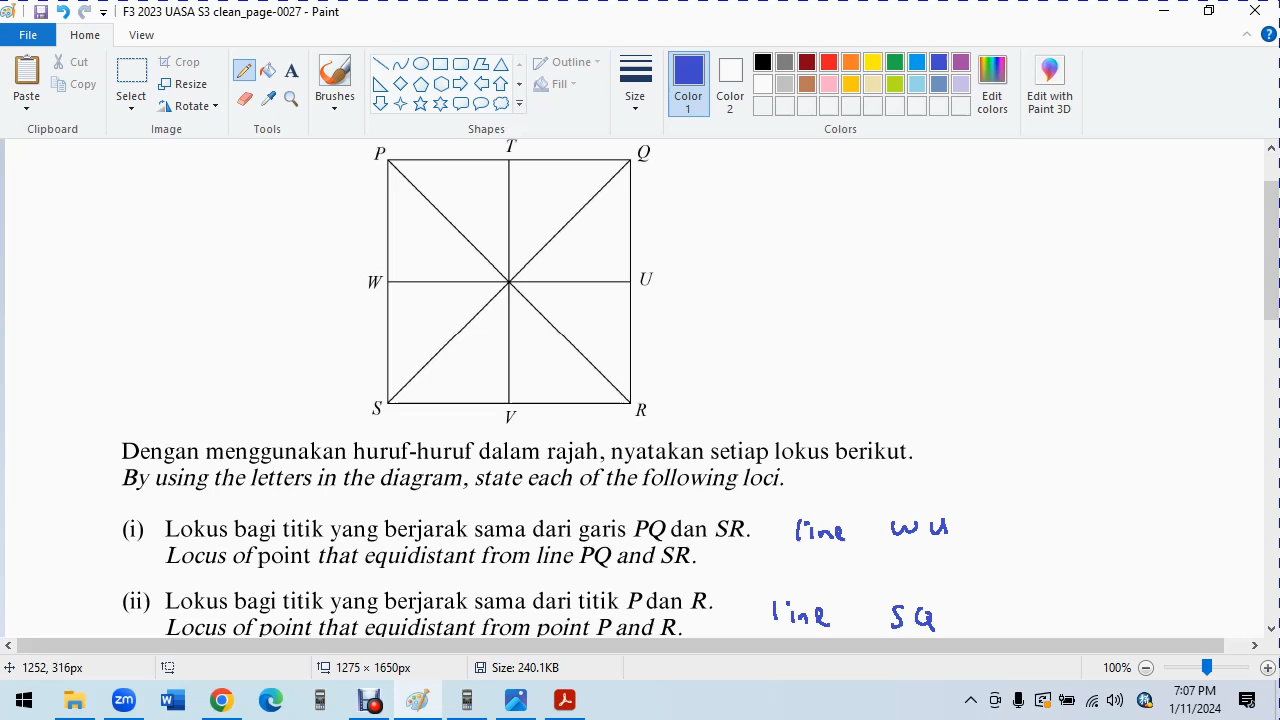 F3 2023 UASA S3 clean_page-0027 - Paint
File Home View
Paste Cut Copy Clipboard
Select Crop Resize Rotate Image
A Tools
Brushes
Outline Fill Shapes
Size
Color 1 Color 2 Edit colors Colors
Edit with Paint 3D
P T Q
W U
S V R
Dengan menggunakan huruf-huruf dalam rajah, nyatakan setiap lokus berikut.
By using the letters in the diagram, state each of the following loci.
(i) Lokus bagi titik yang berjarak sama dari garis PQ dan SR. line WU
Locus of point that equidistant from line PQ and SR.
(ii) Lokus bagi titik yang berjarak sama dari titik P dan R. line SQ
Locus of point that equidistant from point P and R.
1252, 316px 1275 × 1650px Size: 240.1KB 100%
zm W
7:07 PM
1/11/2024